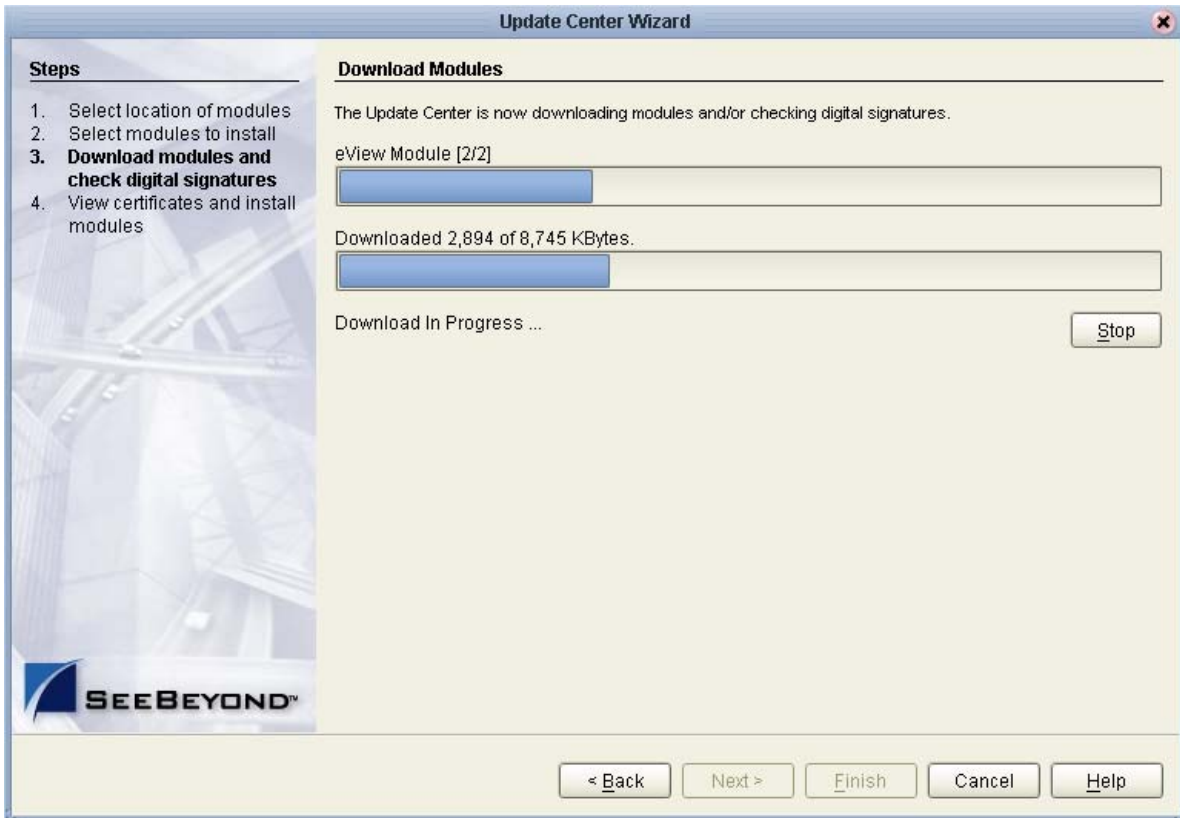 Update Center Wizard
Steps
1. Select location of modules
2. Select modules to install
3. Download modules and
check digital signatures
4. View certificates and install
modules
SEEBEYOND™
Download Modules
The Update Center is now downloading modules and/or checking digital signatures.
eView Module [2/2]
Downloaded 2,894 of 8,745 KBytes.
Download In Progress ...
Stop
< Back
Next >
Finish
Cancel
Help